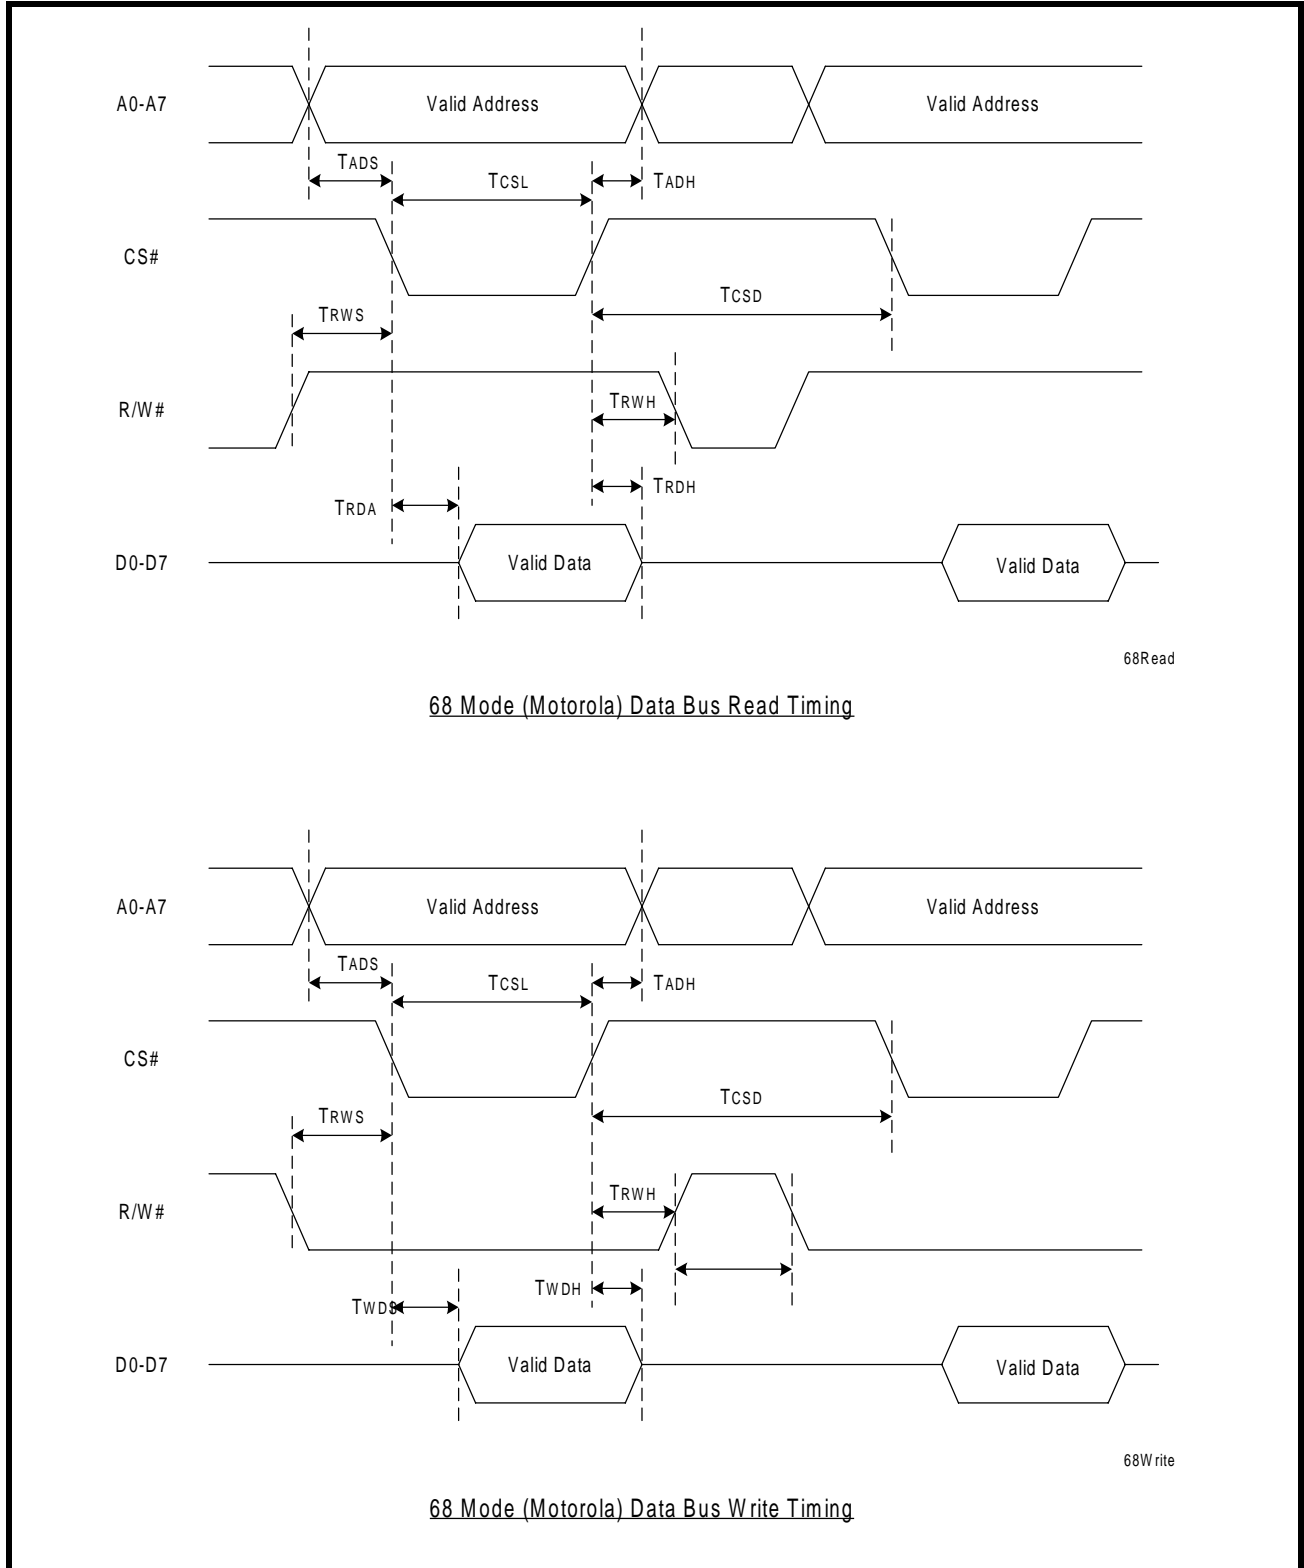 A0-A7
Valid Address
Valid Address
TADS
TCSL
TADH
CS#
TCSD
TRWS
R/W#
TRWH
TRDH
TRDA
D0-D7
Valid Data
Valid Data
68Read
68 Mode (Motorola) Data Bus Read Timing
A0-A7
Valid Address
Valid Address
TADS
TCSL
TADH
CS#
TCSD
TRWS
R/W#
TRWH
TWDH
TWDS
D0-D7
Valid Data
Valid Data
68Write
68 Mode (Motorola) Data Bus Write Timing